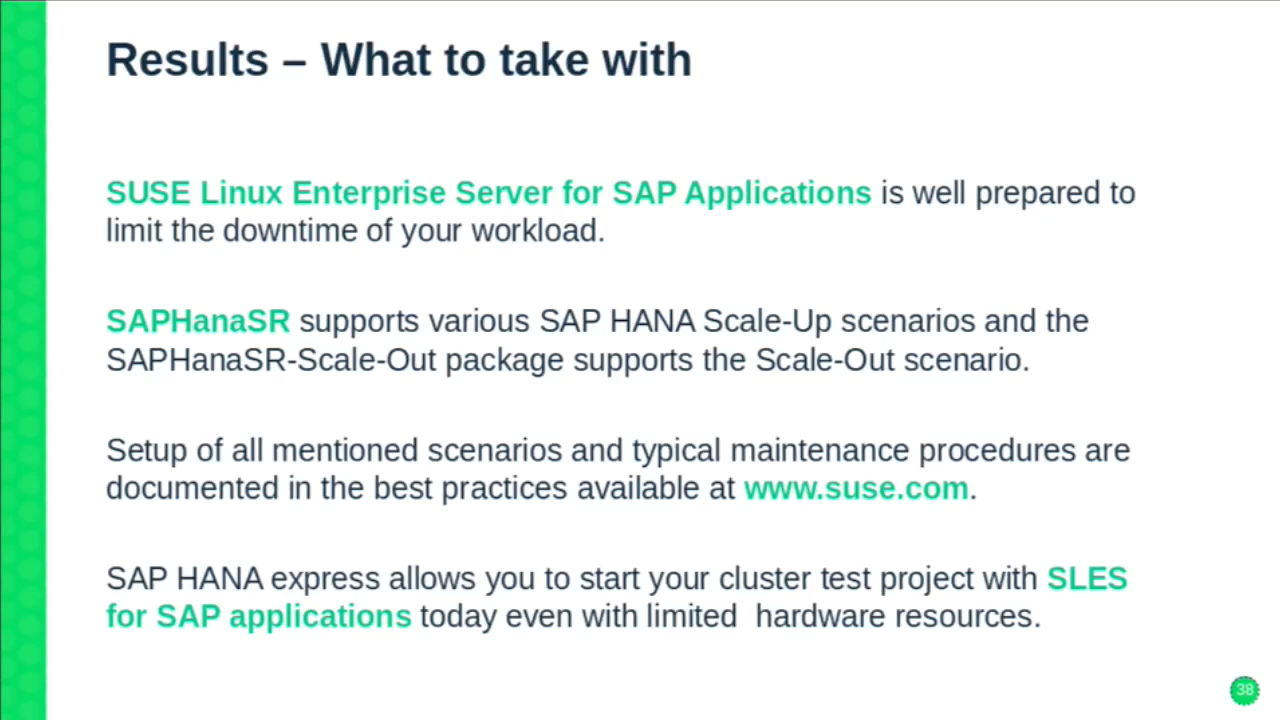 Results – What to take with
SUSE Linux Enterprise Server for SAP Applications is well prepared to
limit the downtime of your workload.
SAPHanaSR supports various SAP HANA Scale-Up scenarios and the
SAPHanaSR-Scale-Out package supports the Scale-Out scenario.
Setup of all mentioned scenarios and typical maintenance procedures are
documented in the best practices available at www.suse.com.
SAP HANA express allows you to start your cluster test project with SLES
for SAP applications today even with limited  hardware resources.
38